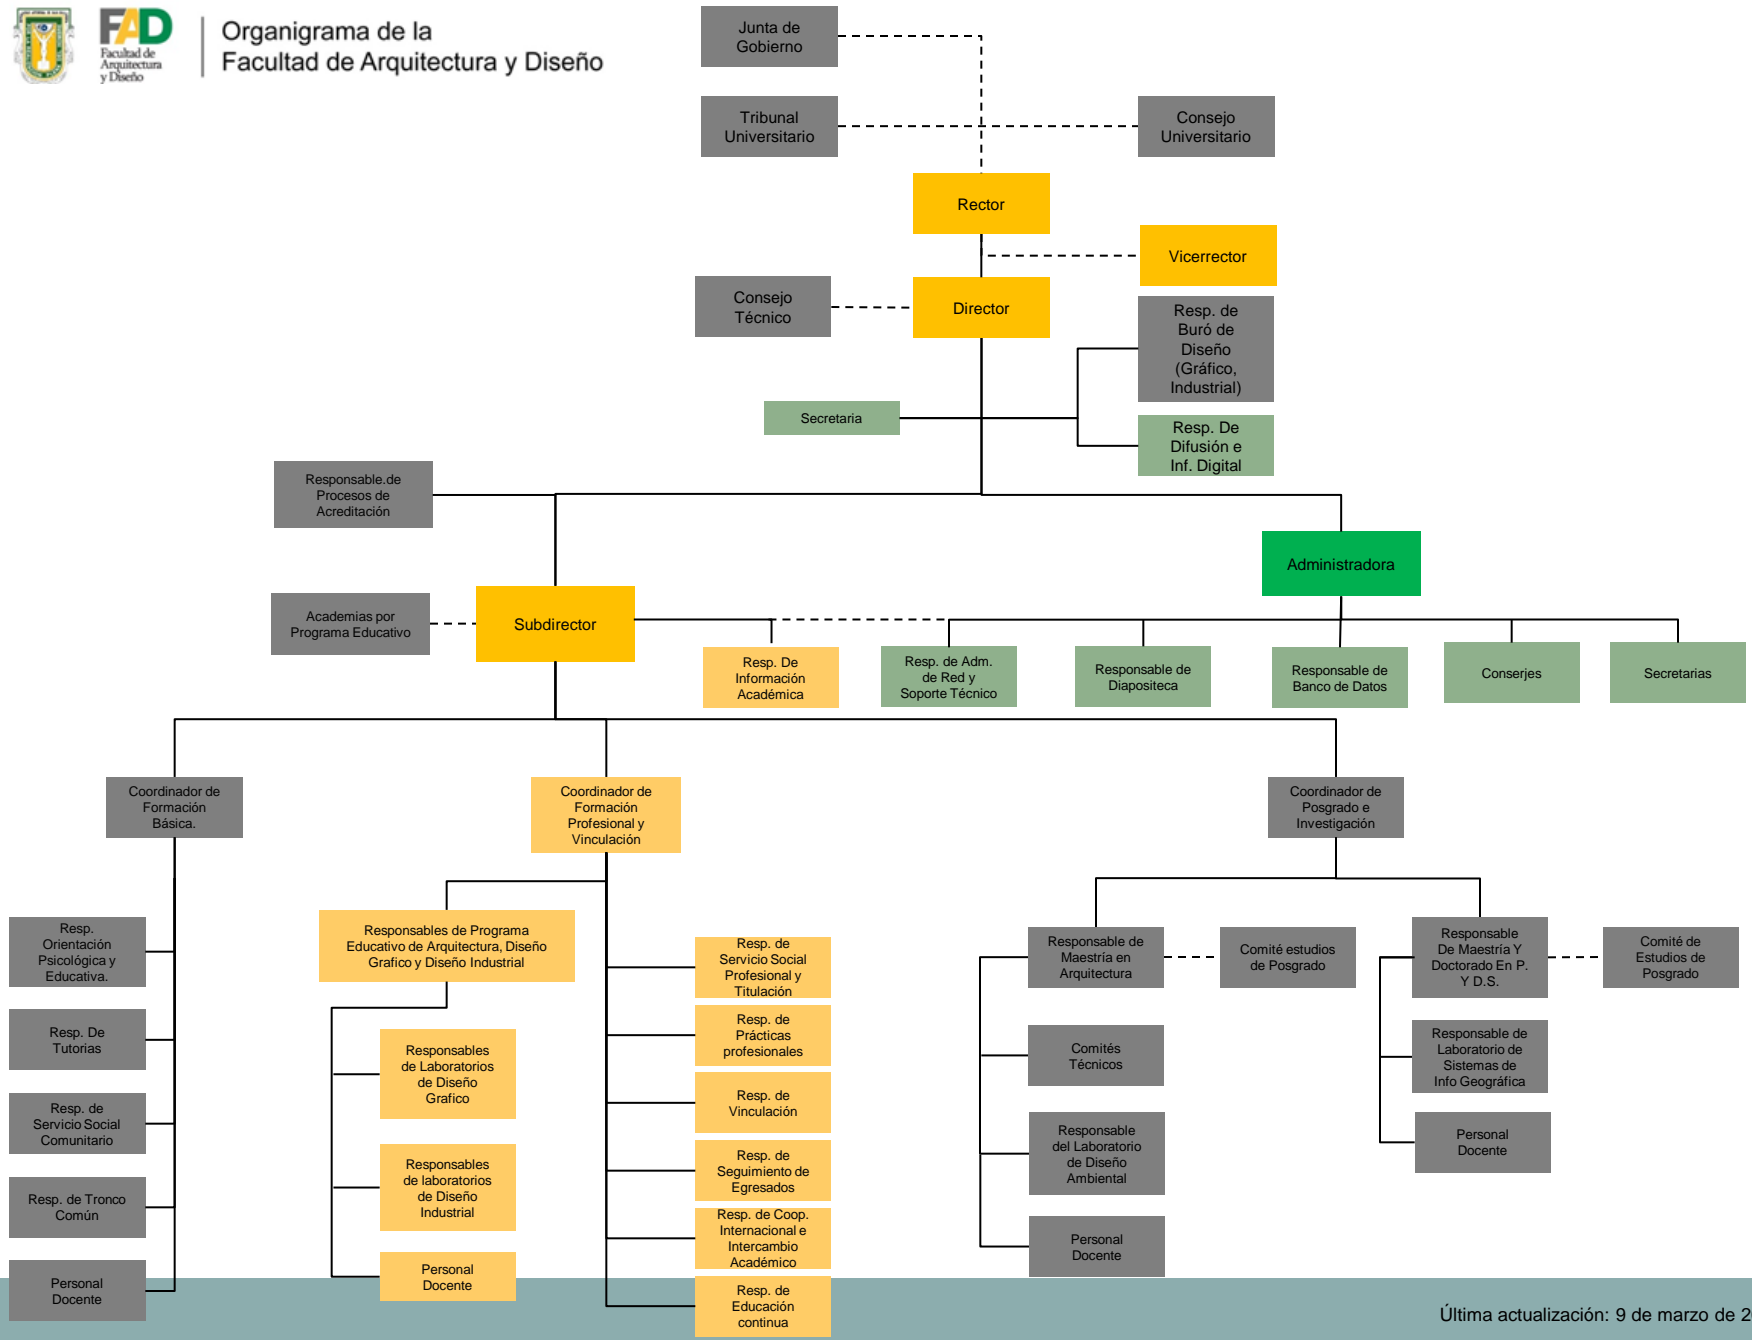 FAD
Facultad de
Arquitectura
y Diseño
Organigrama de la
Facultad de Arquitectura y Diseño
Junta de
Gobierno
Tribunal
Universitario
Consejo
Universitario
Rector
Vicerrector
Consejo
Técnico
Director
Resp. de
Buró de
Diseño
(Gráfico,
Industrial)
Secretaria
Resp. De
Difusión e
Inf. Digital
Responsable.de
Procesos de
Acreditación
Administradora
Academias por
Programa Educativo
Subdirector
Resp. De
Información
Académica
Resp. de Adm.
de Red y
Soporte Técnico
Responsable de
Diapositeca
Responsable de
Banco de Datos
Conserjes
Secretarias
Coordinador de
Formación
Básica.
Coordinador de
Formación
Profesional y
Vinculación
Coordinador de
Posgrado e
Investigación
Resp.
Orientación
Psicológica y
Educativa.
Resp. De
Tutorias
Resp. de
Servicio Social
Comunitario
Resp. de Tronco
Común
Personal
Docente
Responsables de Programa
Educativo de Arquitectura, Diseño
Grafico y Diseño Industrial
Responsables
de Laboratorios
de Diseño
Grafico
Responsables
de laboratorios
de Diseño
Industrial
Personal
Docente
Resp. de
Servicio Social
Profesional y
Titulación
Resp. de
Prácticas
profesionales
Resp. de
Vinculación
Resp. de
Seguimiento de
Egresados
Resp. de Coop.
Internacional e
Intercambio
Académico
Resp. de
Educación
continua
Responsable de
Maestría en
Arquitectura
Comité estudios
de Posgrado
Comités
Técnicos
Responsable
del Laboratorio
de Diseño
Ambiental
Personal
Docente
Responsable
De Maestría Y
Doctorado En P.
Y D.S.
Comité de
Estudios de
Posgrado
Responsable de
Laboratorio de
Sistemas de
Info Geográfica
Personal
Docente
Última actualización: 9 de marzo de 2